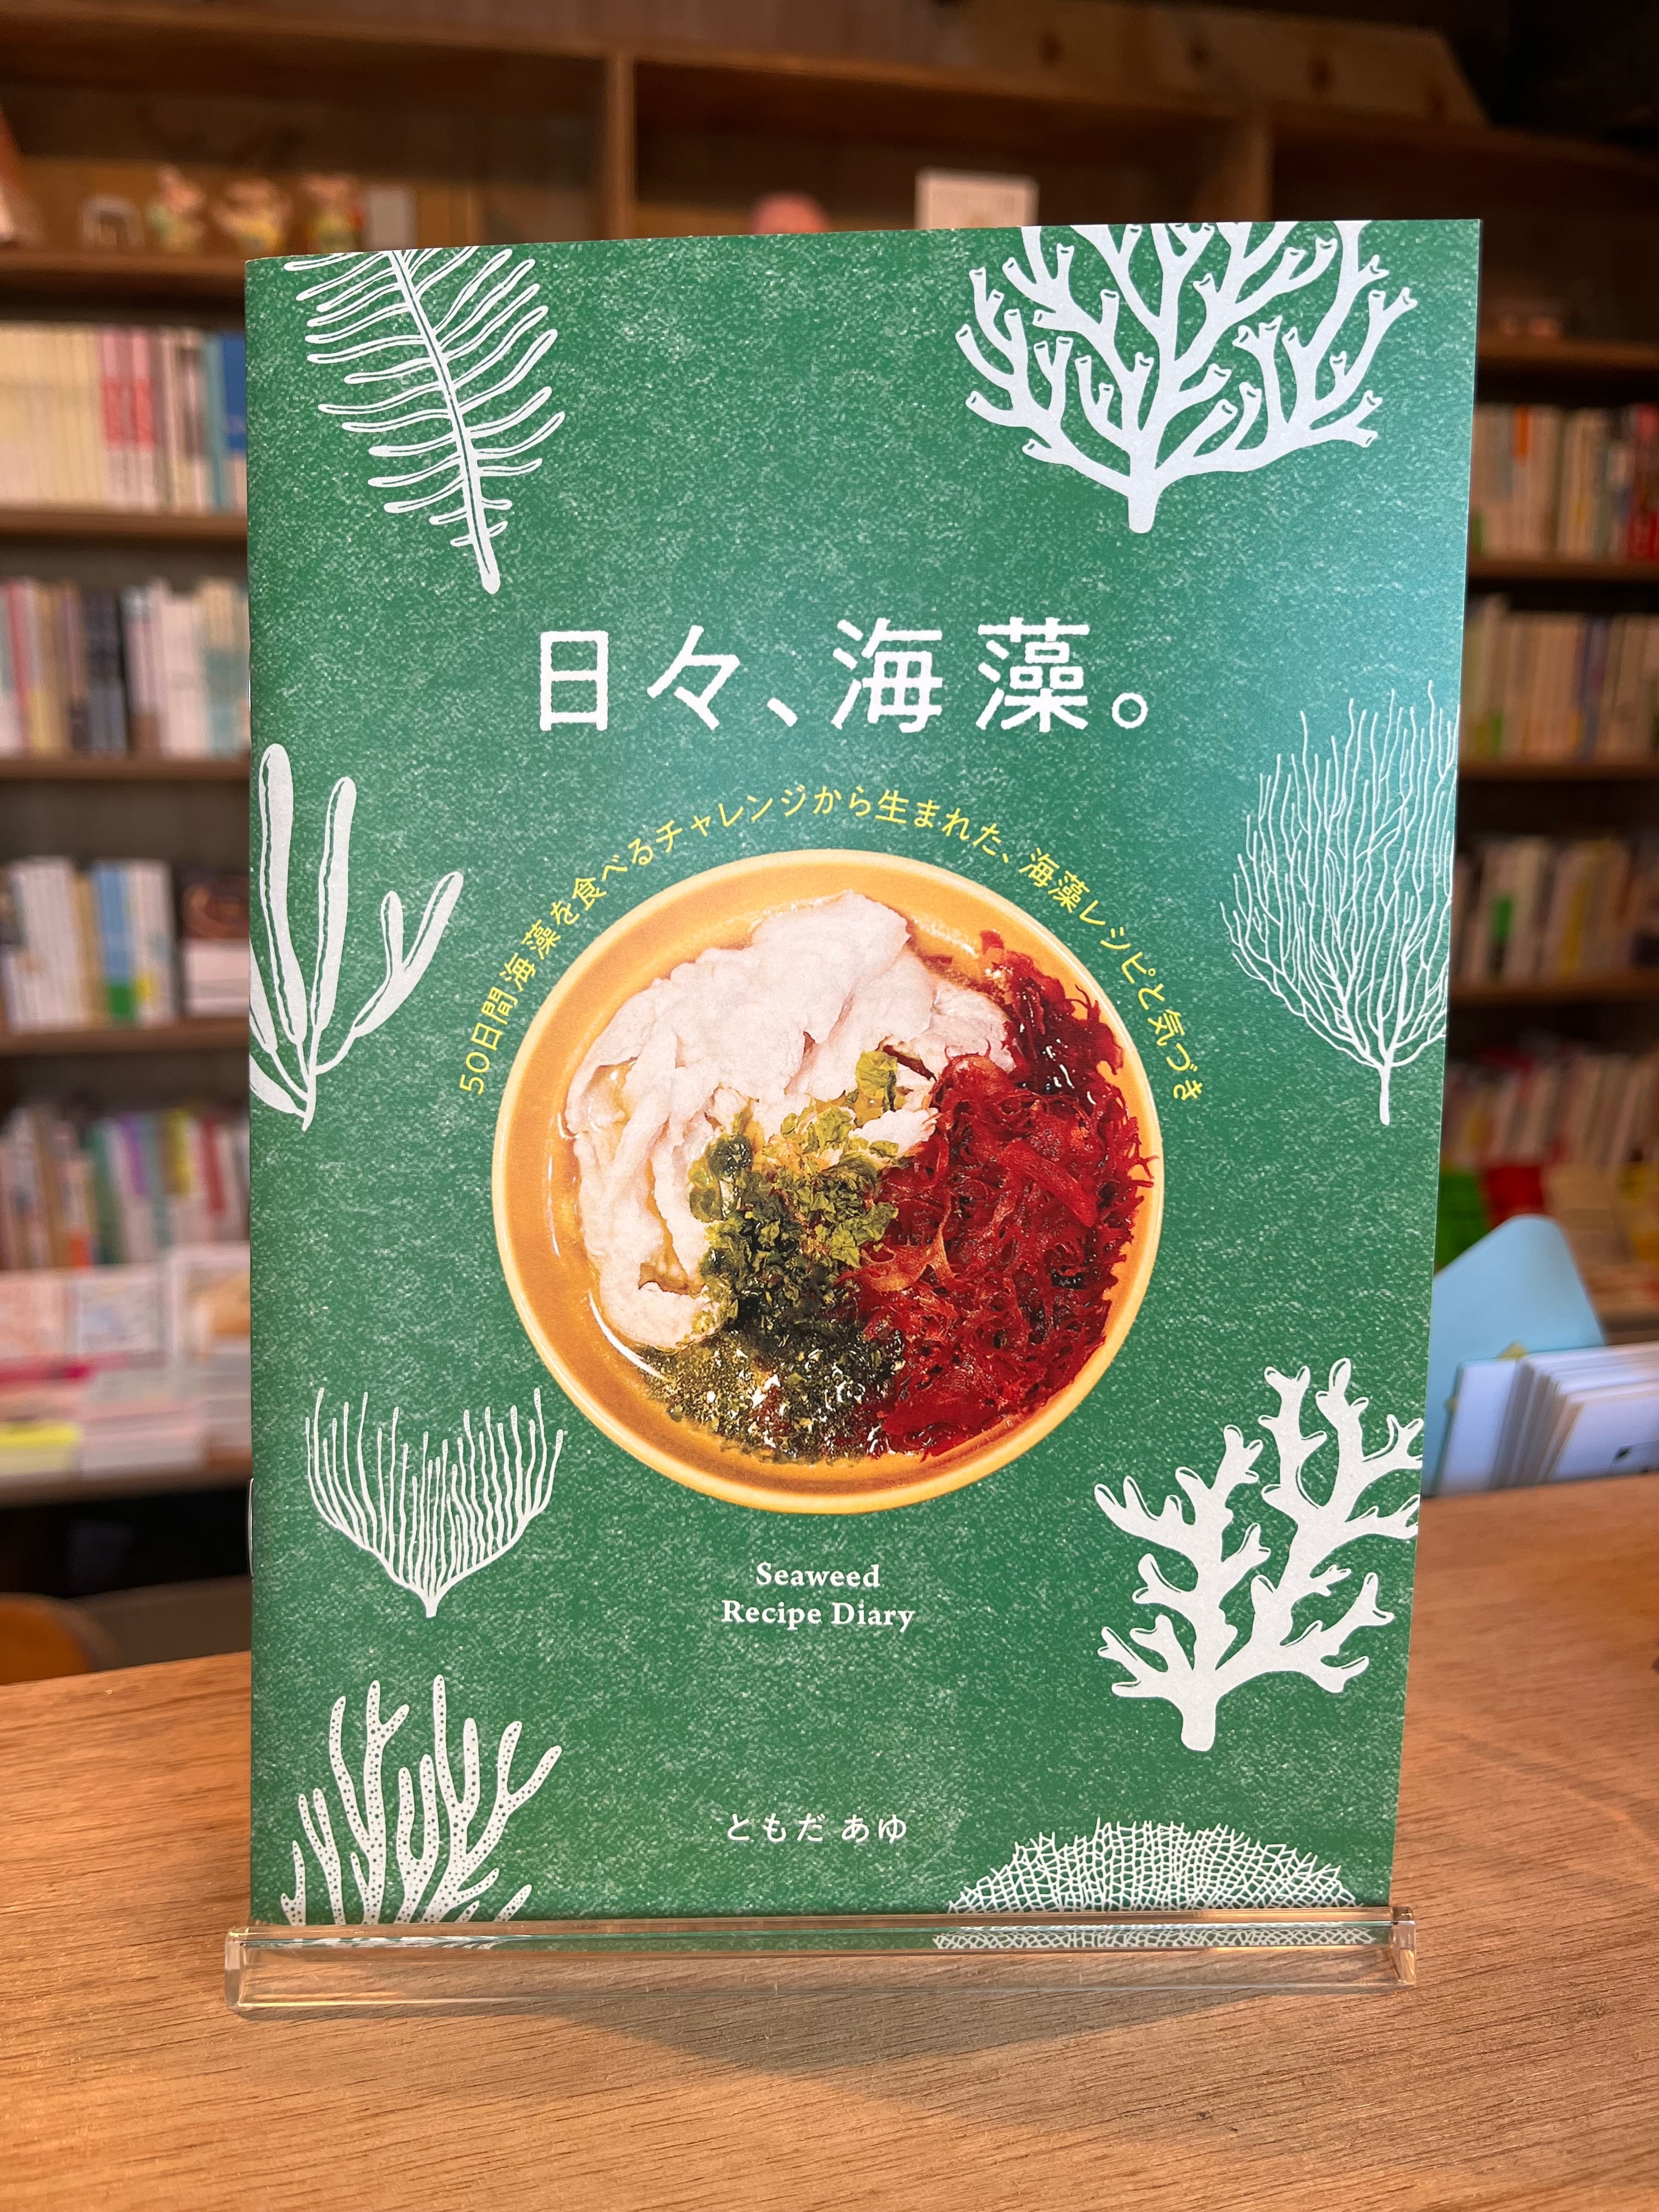 日々、海藻。
50日間海藻を食べるチャレンジから生まれた、海藻レシピと気づき
Seaweed
Recipe Diary
ともだ あゆ